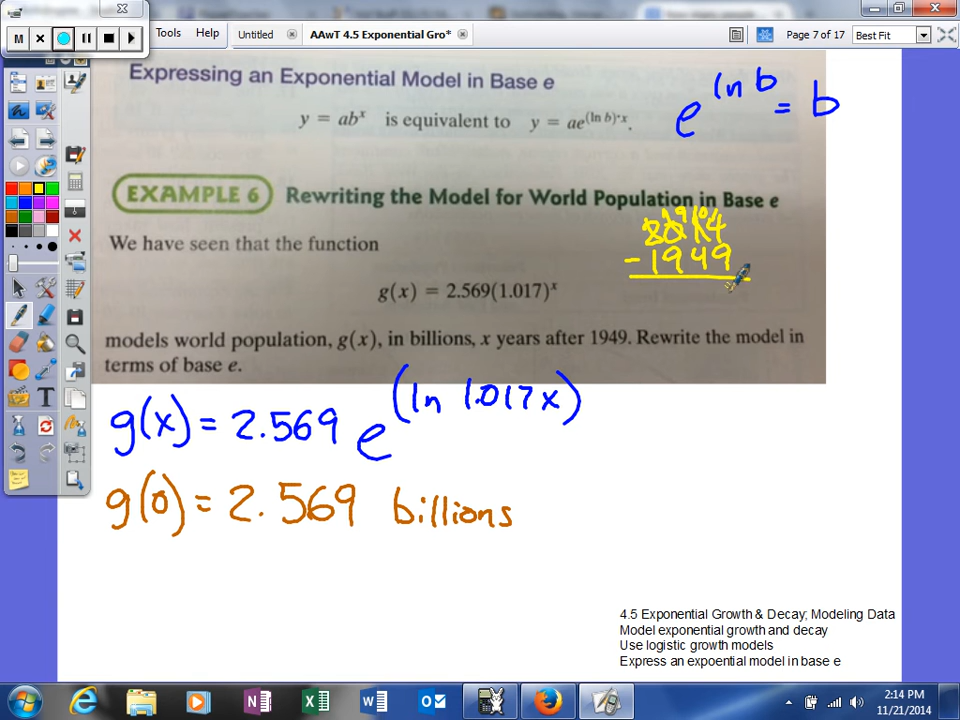 Tools Help Untitled AAwT 4.5 Exponential Gro* Page 7 of 17 Best Fit
M
Expressing an Exponential Model in Base e
y = ab^x is equivalent to y = ae^(ln b)·x.
e^ln b = b
EXAMPLE 6 Rewriting the Model for World Population in Base e
We have seen that the function
2014
- 1949
g(x) = 2.569(1.017)^x
models world population, g(x), in billions, x years after 1949. Rewrite the model in
terms of base e.
g(x) = 2.569 e^(ln 1.017x)
g(0) = 2.569 billions
4.5 Exponential Growth & Decay; Modeling Data
Model exponential growth and decay
Use logistic growth models
Express an expoential model in base e
2:14 PM
11/21/2014